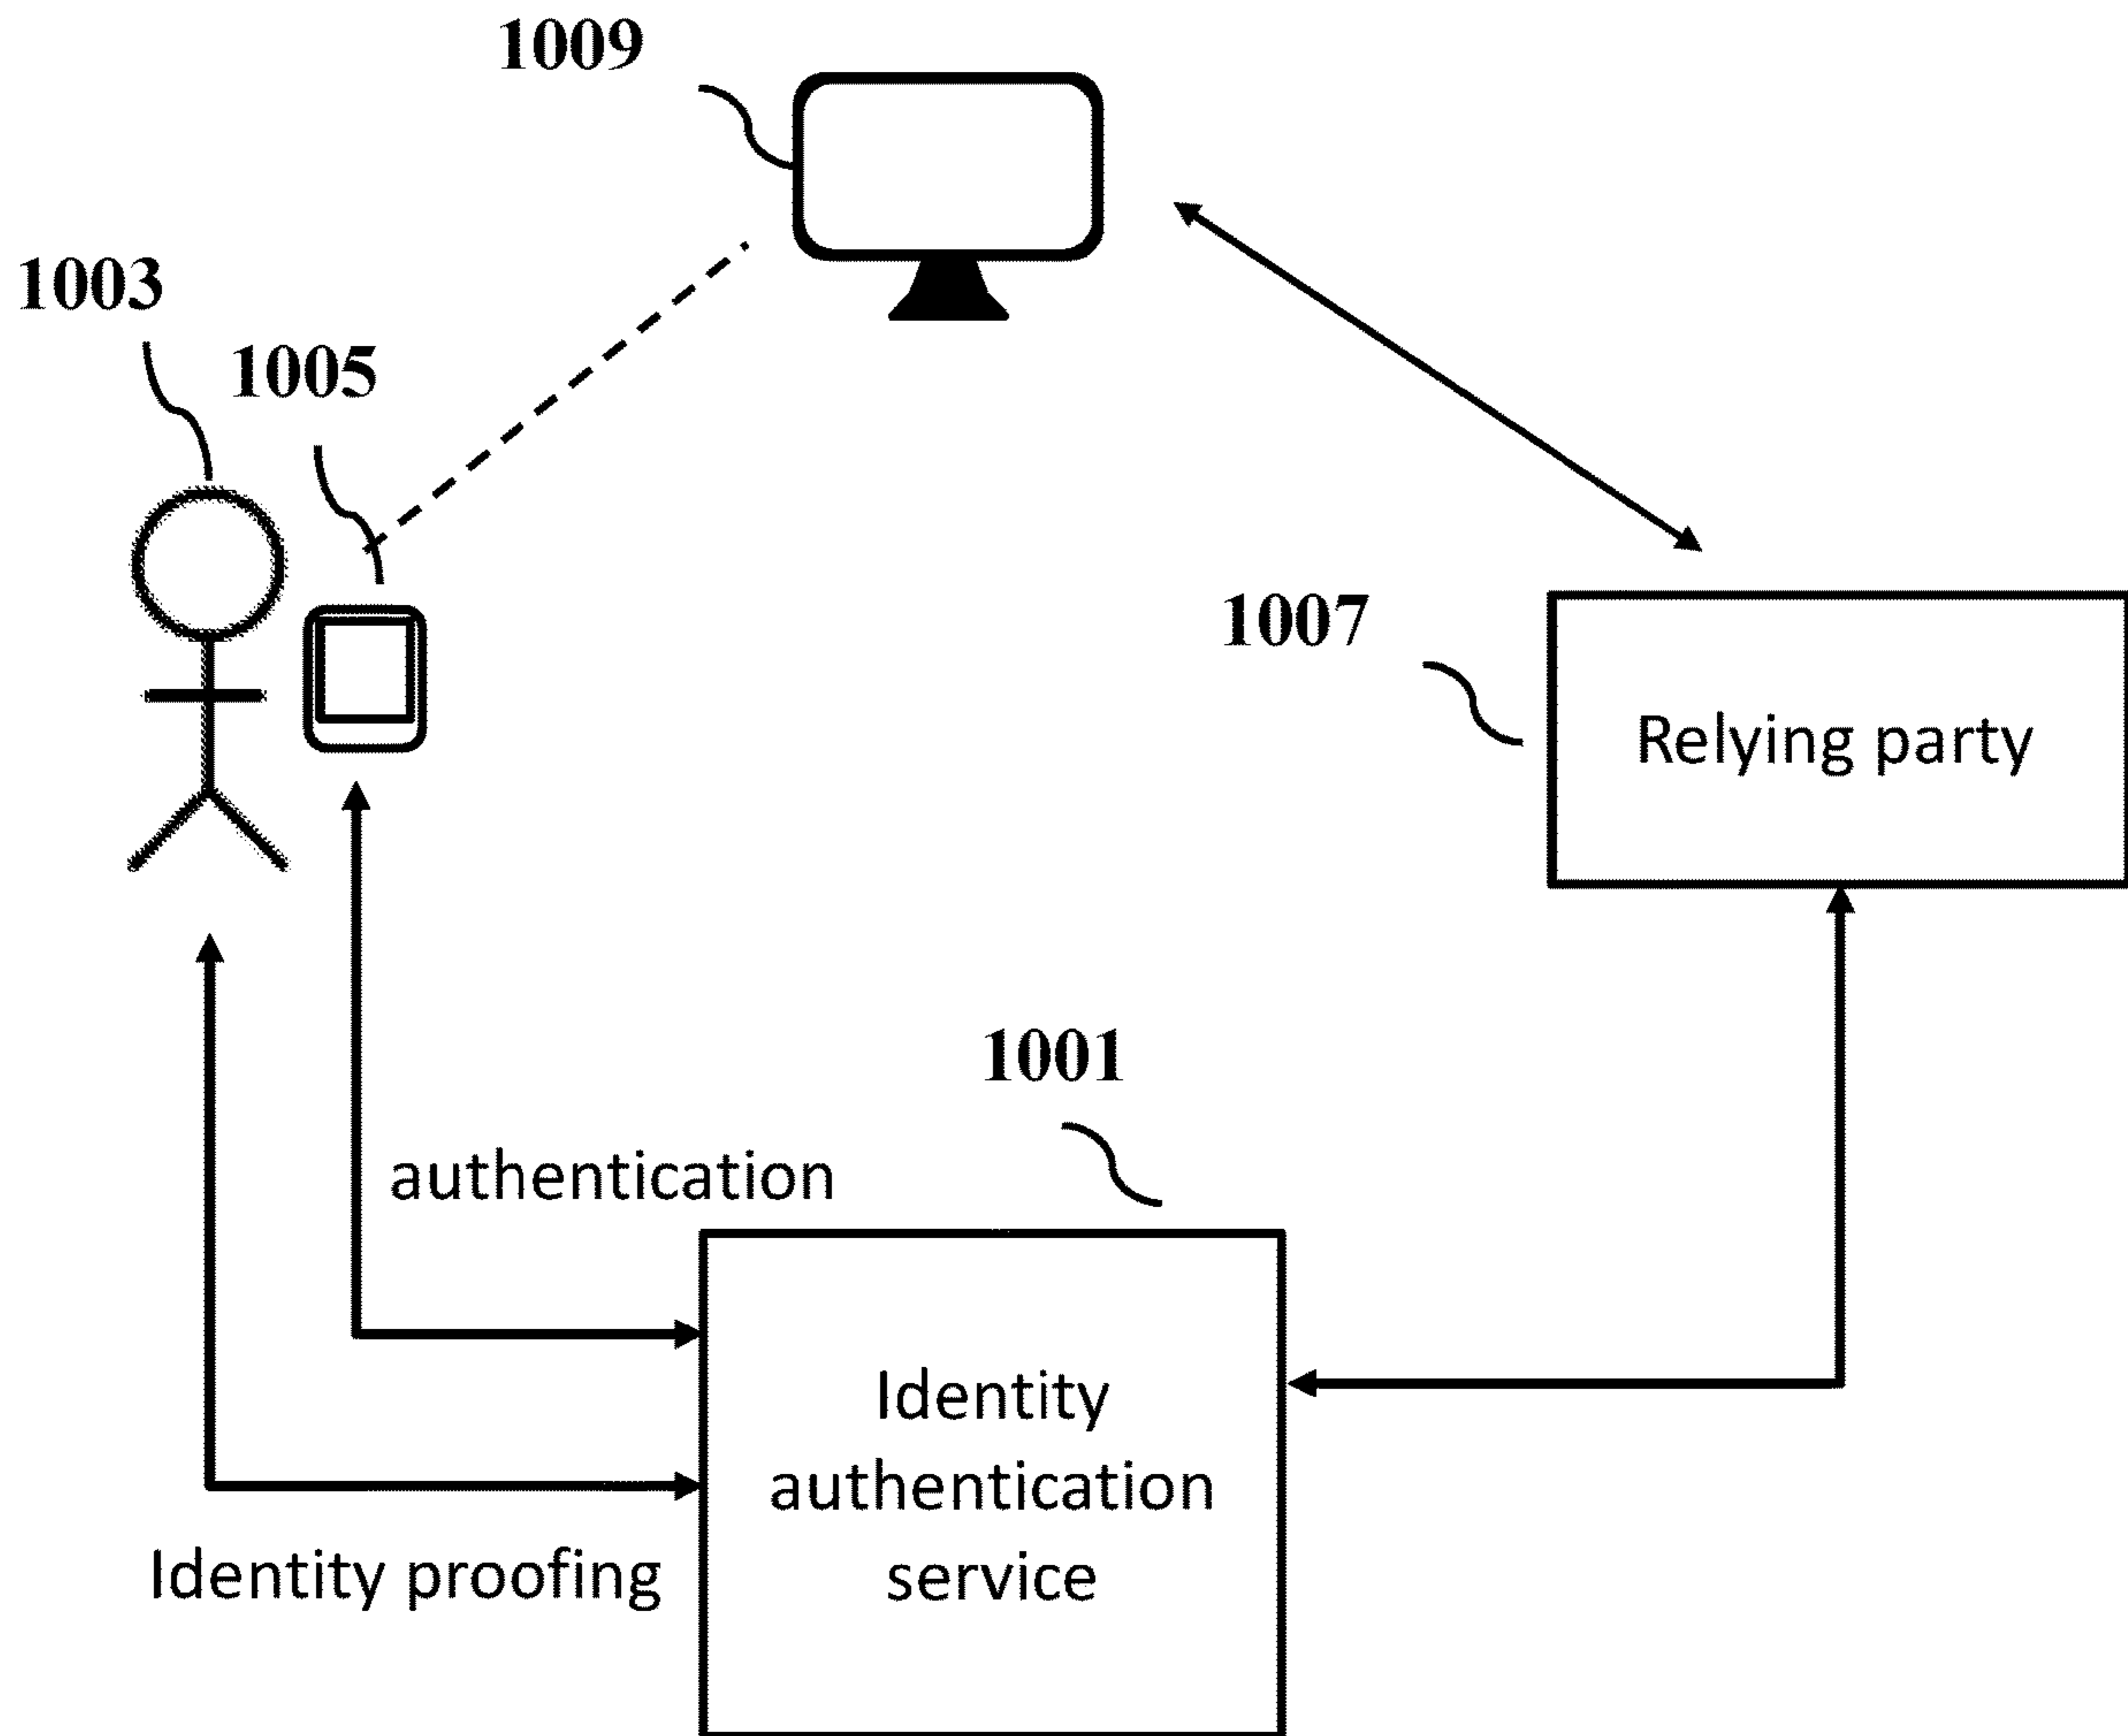 1009
1003
1005
1007
Relying party
1001
authentication
Identity
authentication
service
Identity proofing